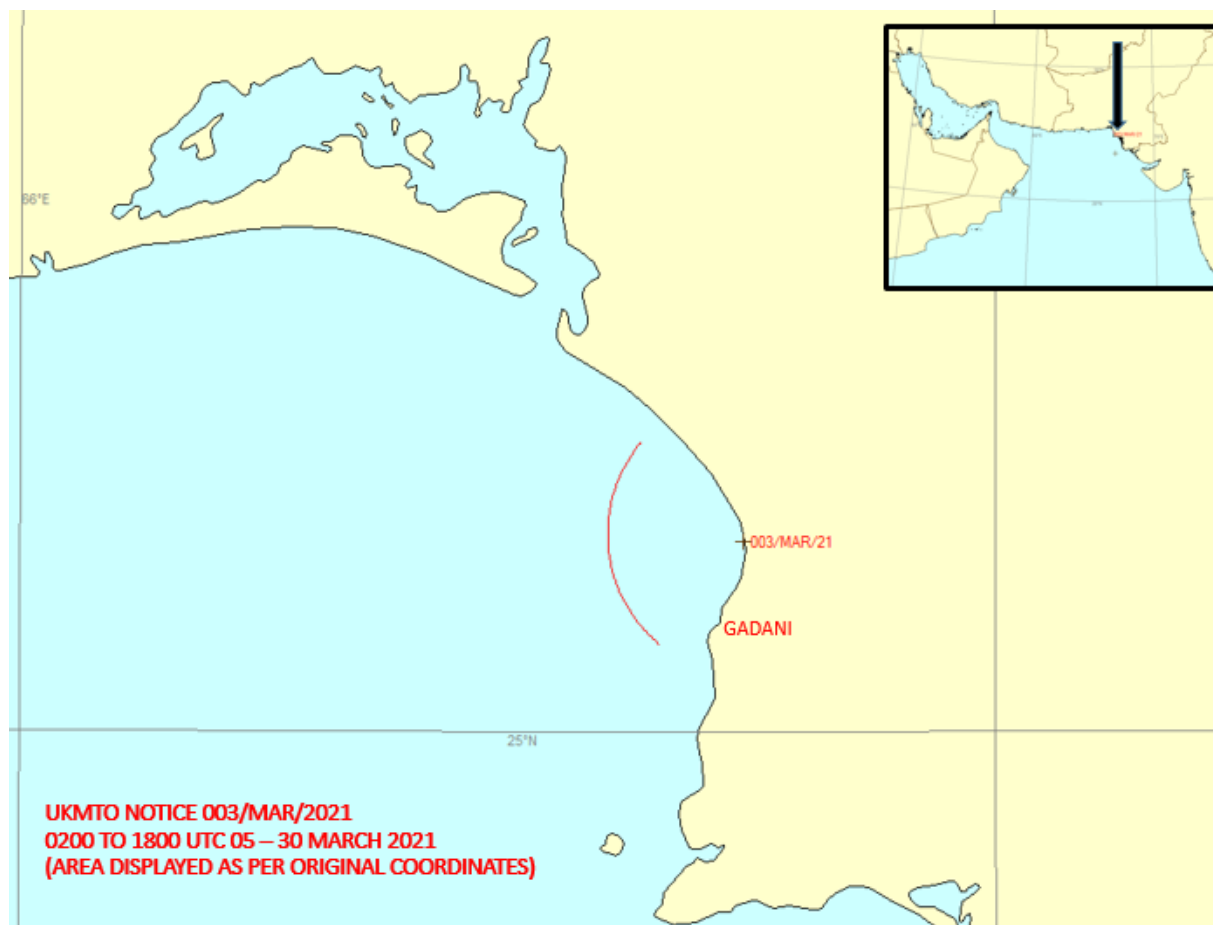 66°E
003/MAR/21
GADANI
25°N
UKMTO NOTICE 003/MAR/2021
0200 TO 1800 UTC 05 – 30 MARCH 2021
(AREA DISPLAYED AS PER ORIGINAL COORDINATES)